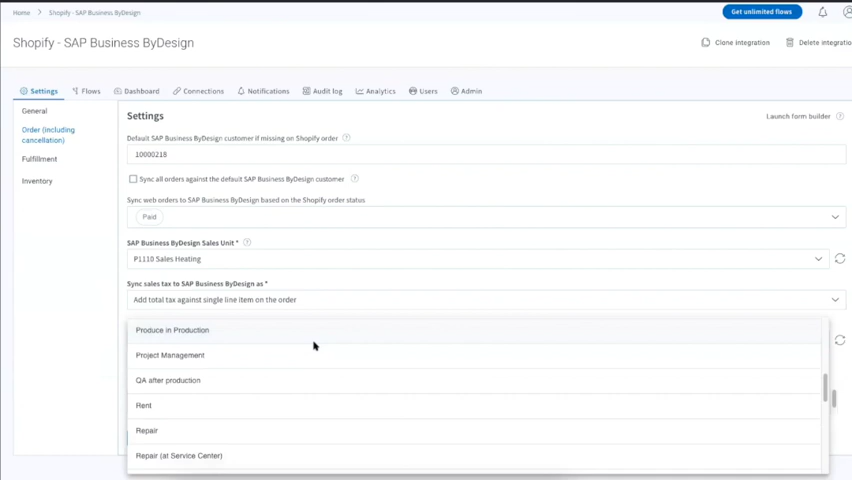 Home > Shopify - SAP Business ByDesign
Get unlimited flows
Shopify - SAP Business ByDesign
Clone Integration
Delete integratio
Settings Flows Dashboard Connections Notifications Audit log Analytics Users Admin
General
Order (including
cancellation)
Fulfillment
Inventory
Settings
Launch form builder ?
Default SAP Business ByDesign customer if missing on Shopify order ?
10000218
Sync all orders against the default SAP Business ByDesign customer ?
Sync web orders to SAP Business ByDesign based on the Shopify order status
Paid
SAP Business ByDesign Sales Unit * ?
P1110 Sales Heating
Sync sales tax to SAP Business ByDesign as *
Add total tax against single line item on the order
Produce in Production
Project Management
QA after production
Rent
Repair
Repair (at Service Center)